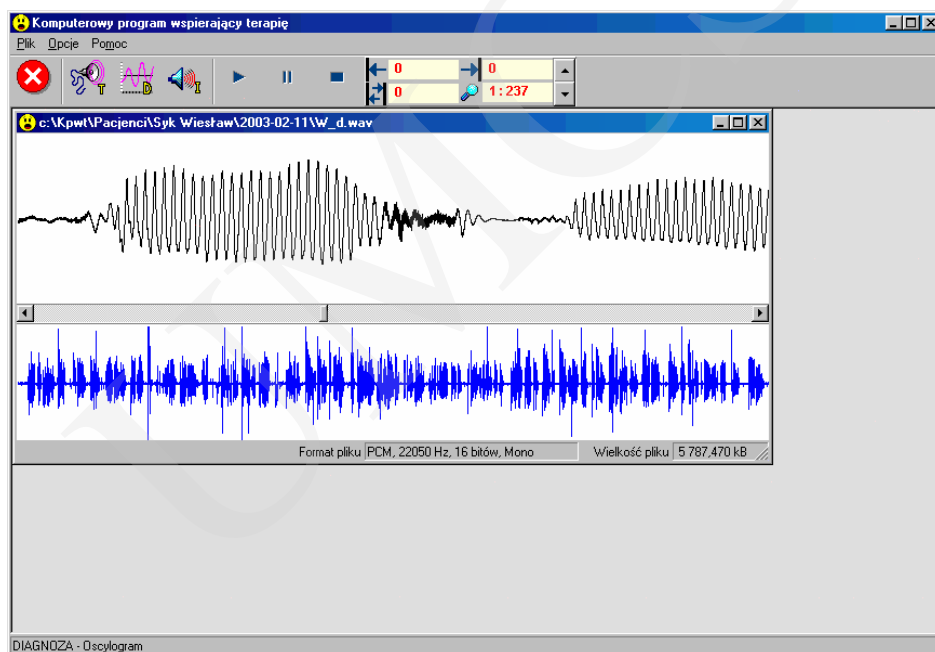 Komputerowy program wspierający terapię
Plik Opcje Pomoc
T D I 0 0
0 1:237
c:\Kpwt\Pacjenci\Syk Wiesław\2003-02-11\W_d.wav
Format pliku PCM, 22050 Hz, 16 bitów, Mono Wielkość pliku 5 787,470 kB
DIAGNOZA - Oscylogram
UMCS